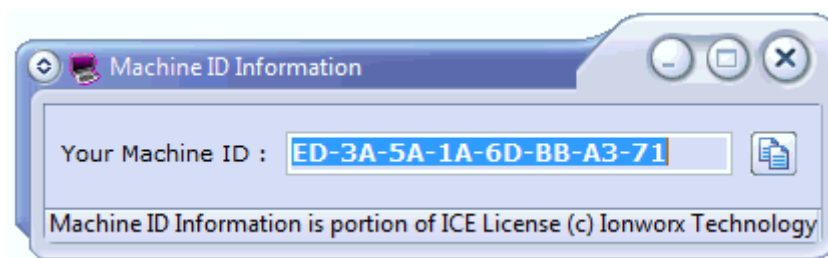 Machine ID Information
Your Machine ID : ED-3A-5A-1A-6D-BB-A3-71
Machine ID Information is portion of ICE License (c) Ionworx Technology